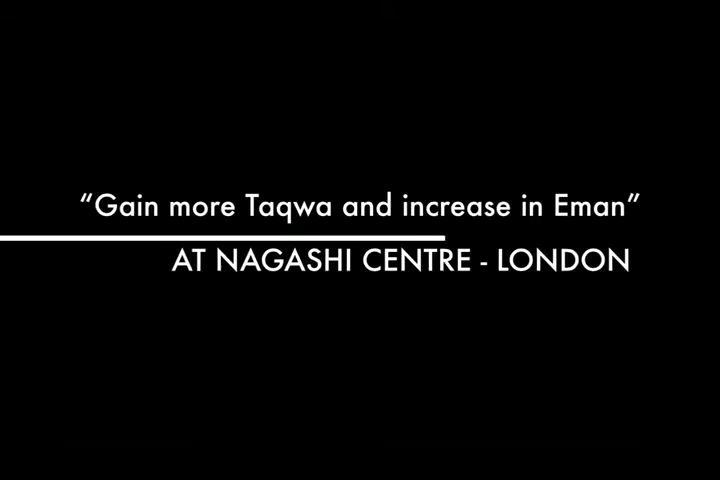 “Gain more Taqwa and increase in Eman”
AT NAGASHI CENTRE - LONDON